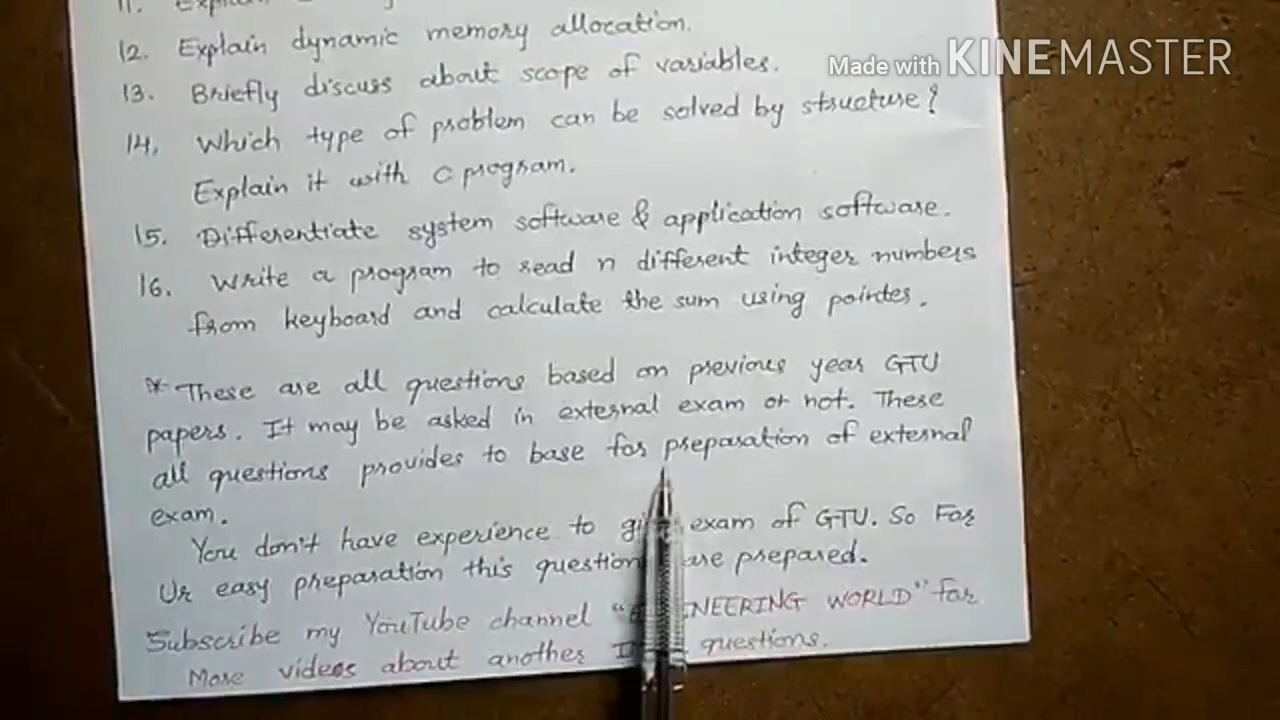 11. Explain
12. Explain dynamic memory allocation.
Made with KINEMASTER
13. Briefly discuss about scope of variables.
14. Which type of problem can be solved by structure?
Explain it with C program.
15. Differentiate system software & application software.
16. Write a program to read n different integer numbers
from keyboard and calculate the sum using pointes.
* These are all questions based on previous year GTU
papers. It may be asked in external exam or not. These
all questions provides to base for preparation of external
exam.
You don't have experience to exam of GTU. So For
Ur easy preparation this question are prepared.
Subscribe my YouTube channel WORLD" for
More videos about another questions.